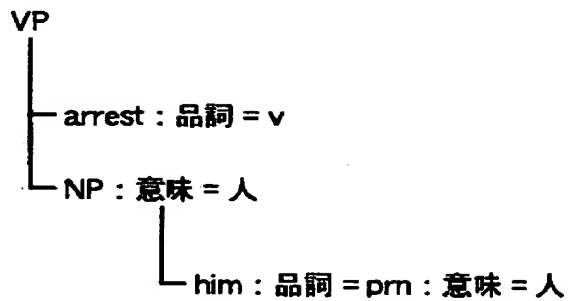 VP
arrest：品詞 = v
NP：意味 = 人
him：品詞 = prn：意味 = 人